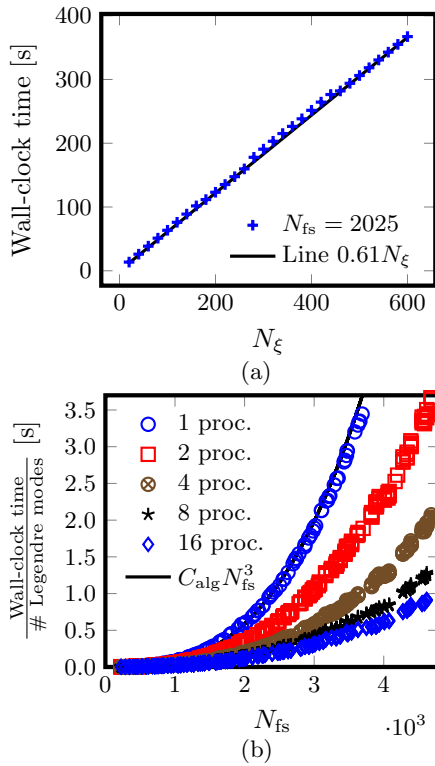 Wall-clock time [s]
400
300
200
100
0
N_fs = 2025
Line 0.61N_ξ
0 200 400 600
N_ξ
(a)
Wall-clock time / # Legendre modes [s]
3.5
3.0
2.5
2.0
1.5
1.0
0.5
0.0
1 proc.
2 proc.
4 proc.
8 proc.
16 proc.
C_alg N_fs^3
0 1 2 3 4
N_fs
·10^3
(b)